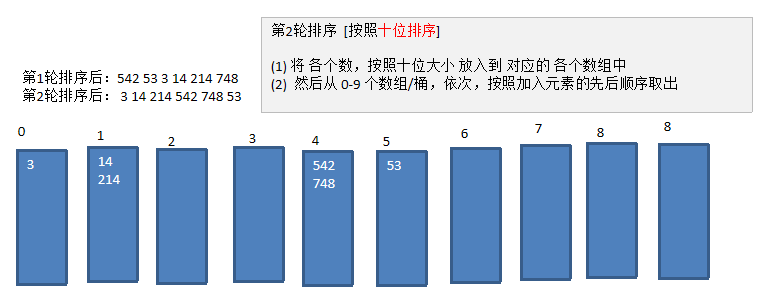 第2轮排序 [按照十位排序]
(1) 将 各个数，按照十位大小 放入到 对应的 各个数组中
(2) 然后从 0-9 个数组/桶，依次，按照加入元素的先后顺序取出
第1轮排序后：542 53 3 14 214 748
第2轮排序后： 3 14 214 542 748 53
0 1 2 3 4 5 6 7 8 8
3 14 542 53
214 748